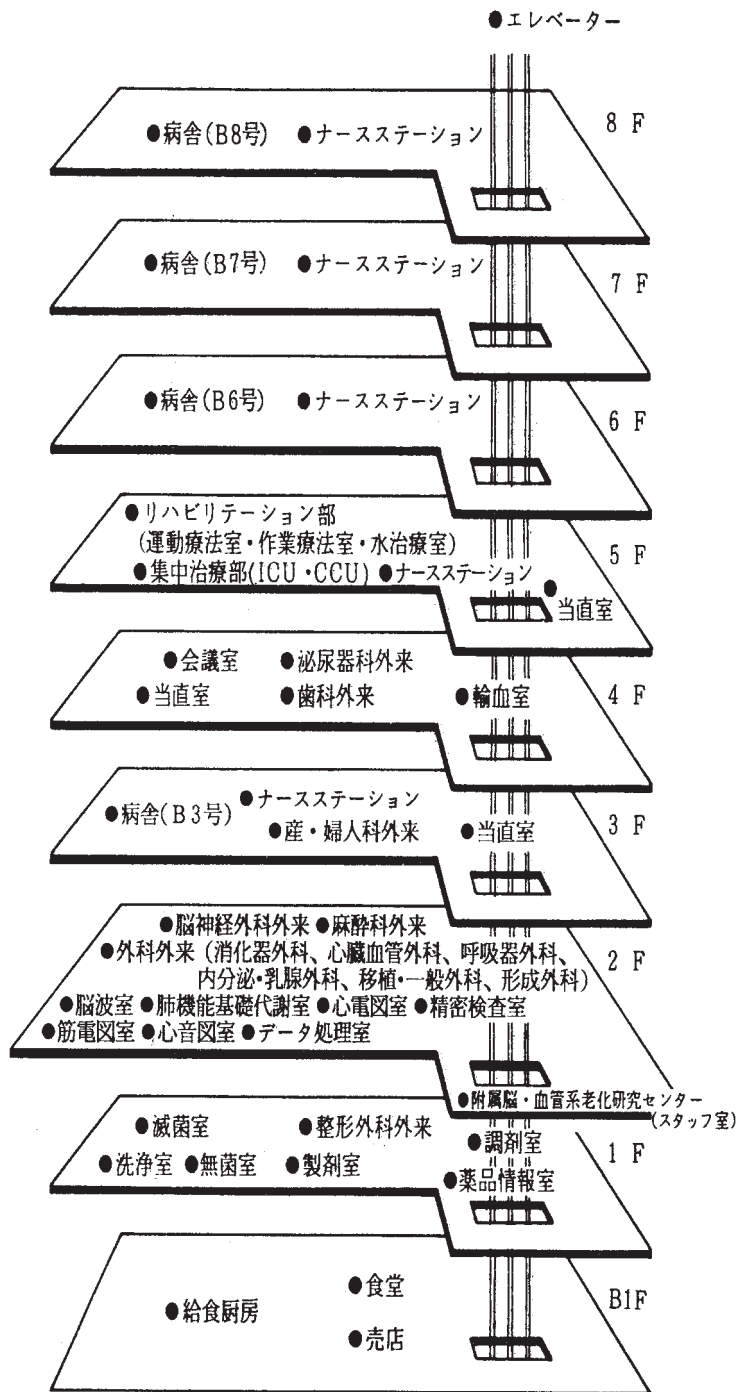 ●エレベーター
●病舎(B8号) ●ナースステーション
8 F
●病舎(B7号) ●ナースステーション
7 F
●病舎(B6号) ●ナースステーション
6 F
●リハビリテーション部
(運動療法室・作業療法室・水治療室)
●集中治療部(ICU・CCU) ●ナースステーション
●当直室
5 F
●会議室 ●泌尿器科外来
●当直室 ●歯科外来 ●輸血室
4 F
●ナースステーション
●病舎(B3号)
●産・婦人科外来 ●当直室
3 F
●脳神経外科外来 ●麻酔科外来
●外科外来 (消化器外科、心臓血管外科、呼吸器外科、
内分泌・乳腺外科、移植・一般外科、形成外科)
2 F
●脳波室 ●肺機能基礎代謝室 ●心電図室 ●精密検査室
●筋電図室 ●心音図室 ●データ処理室
●附属脳・血管系老化研究センター
(スタッフ室)
●滅菌室 ●整形外科外来 ●調剤室
1 F
●洗浄室 ●無菌室 ●製剤室 ●薬品情報室
●食堂
B1F
●給食厨房
●売店